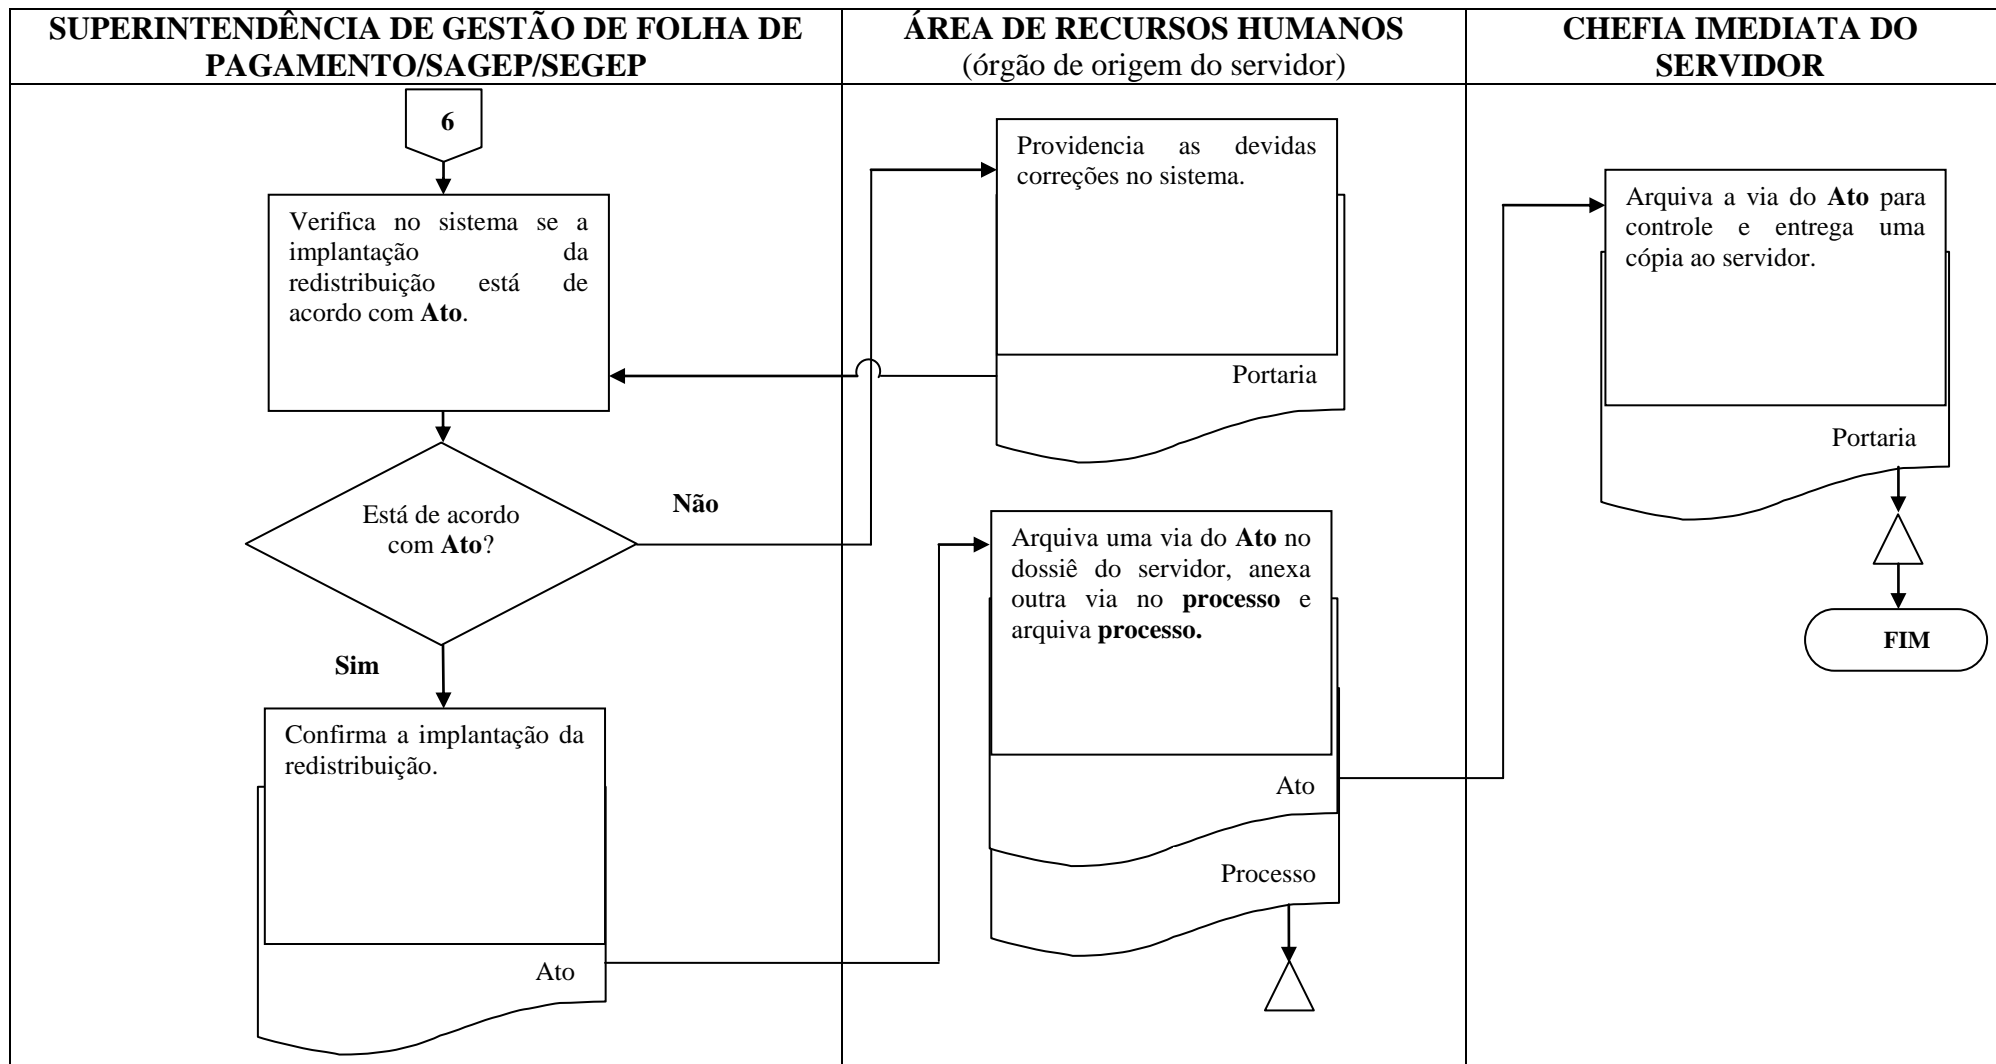 SUPERINTENDÊNCIA DE GESTÃO DE FOLHA DE
PAGAMENTO/SAGEP/SEGEP
ÁREA DE RECURSOS HUMANOS
(órgão de origem do servidor)
CHEFIA IMEDIATA DO
SERVIDOR
6
Verifica no sistema se a
implantação da
redistribuição está de
acordo com Ato.
Está de acordo
com Ato?
Não
Sim
Confirma a implantação da
redistribuição.
Ato
Providencia as devidas
correções no sistema.
Portaria
Arquiva uma via do Ato no
dossiê do servidor, anexa
outra via no processo e
arquiva processo.
Ato
Processo
Arquiva a via do Ato para
controle e entrega uma
cópia ao servidor.
Portaria
FIM